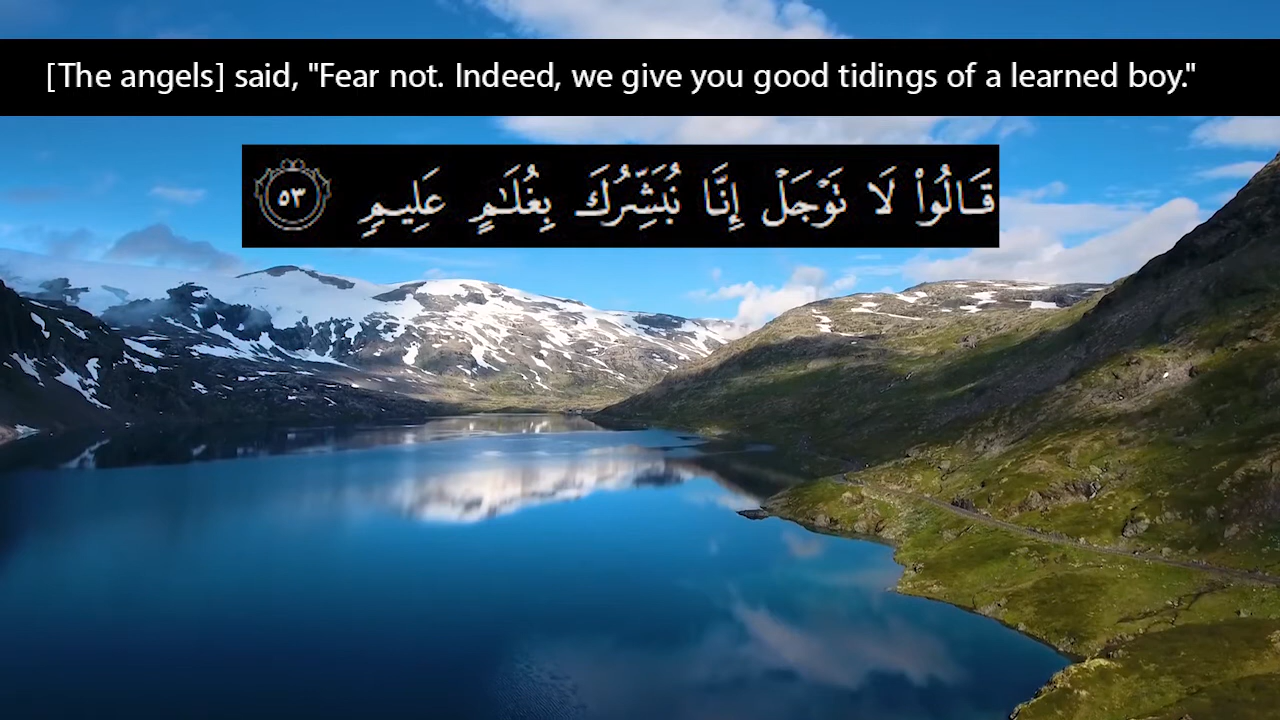 [The angels] said, "Fear not. Indeed, we give you good tidings of a learned boy."
قَالُوا۟ لَا تَوْجَلْ إِنَّا نُبَشِّرُكَ بِغُلَـٰمٍ عَلِيمٍ ٥٣